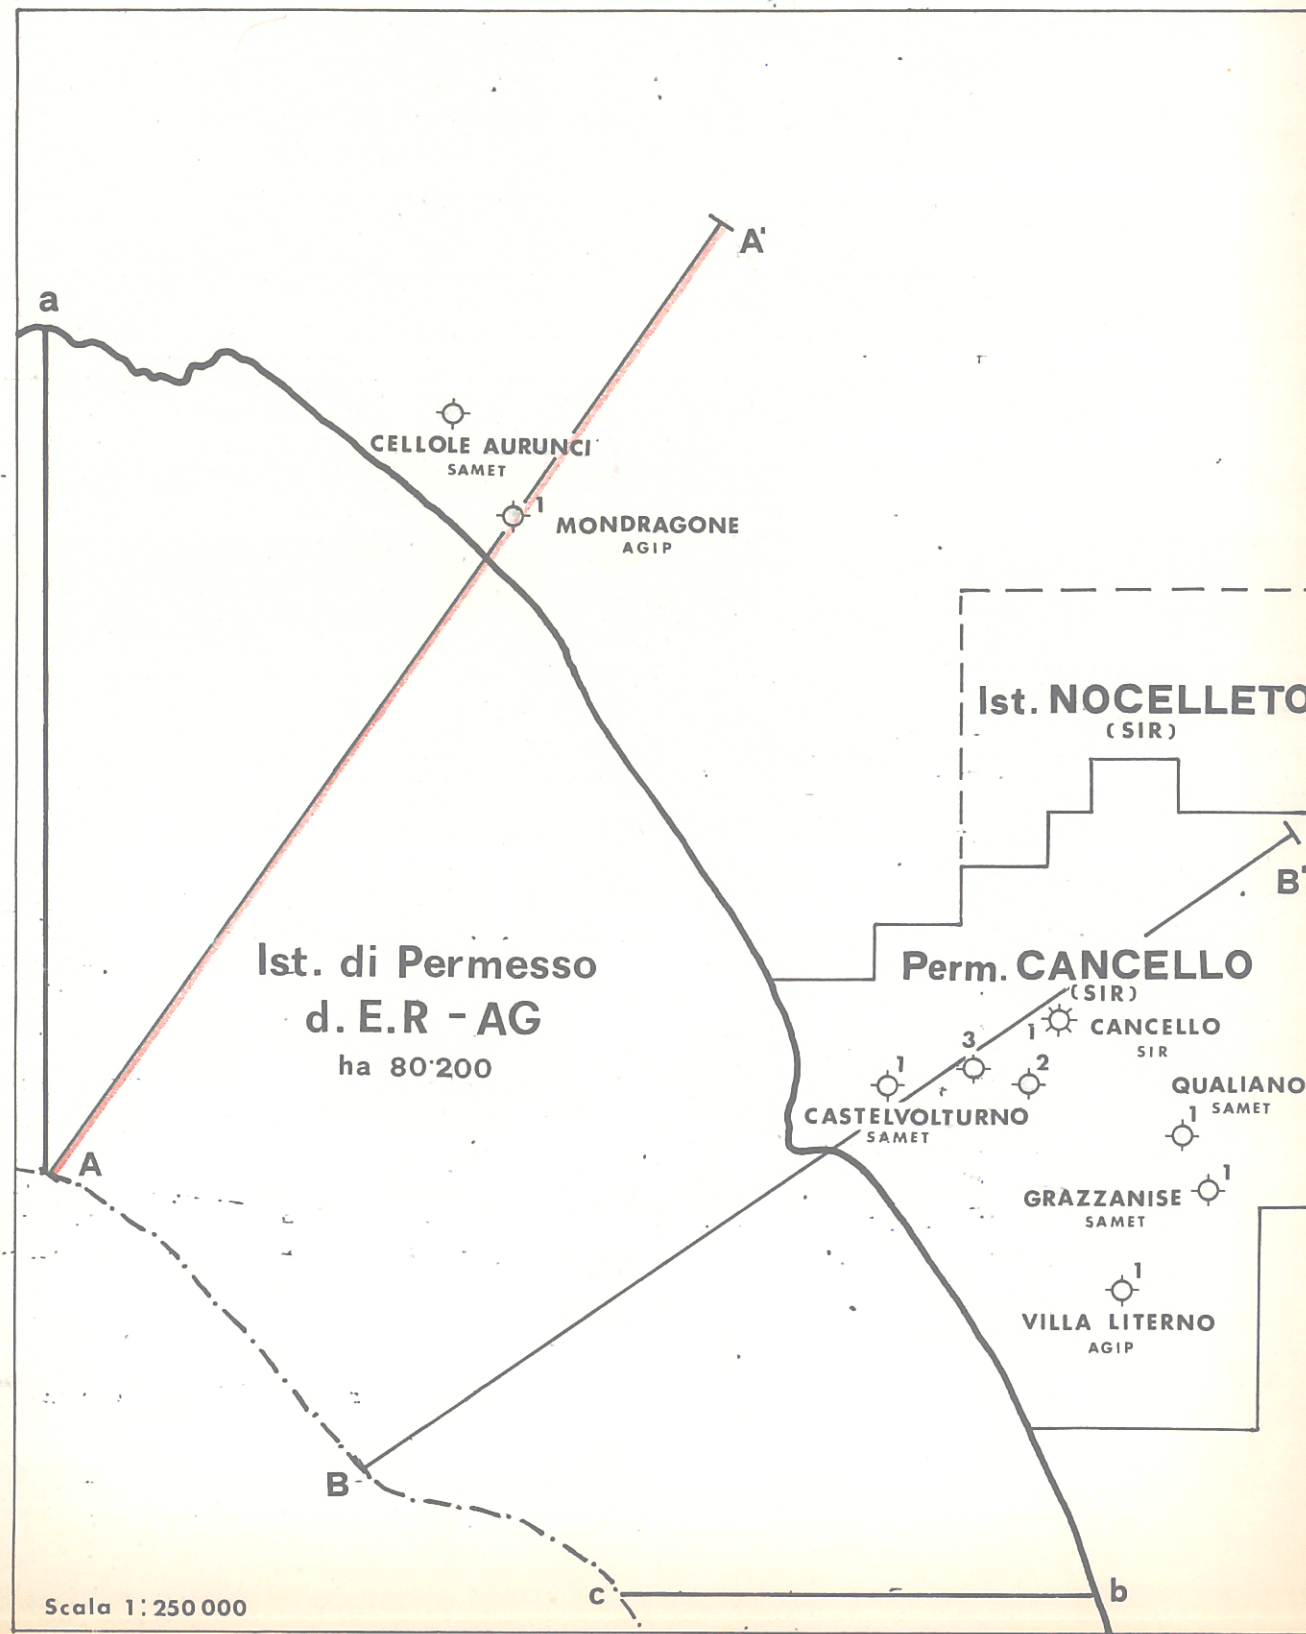 A'
a
CELLOLE AURUNCI
SAMET
1
MONDRAGONE
AGIP
Ist. NOCELLETO
(SIR)
B'
Ist. di Permesso
d. E.R - AG
ha 80'200
Perm. CANCELLO
(SIR)
1
CANCELLO
SIR
3
1
2
CASTELVOLTURNO
SAMET
QUALIANO
SAMET
1
A
GRAZZANISE
1
SAMET
1
VILLA LITERNO
AGIP
B
c
b
Scala 1:250 000